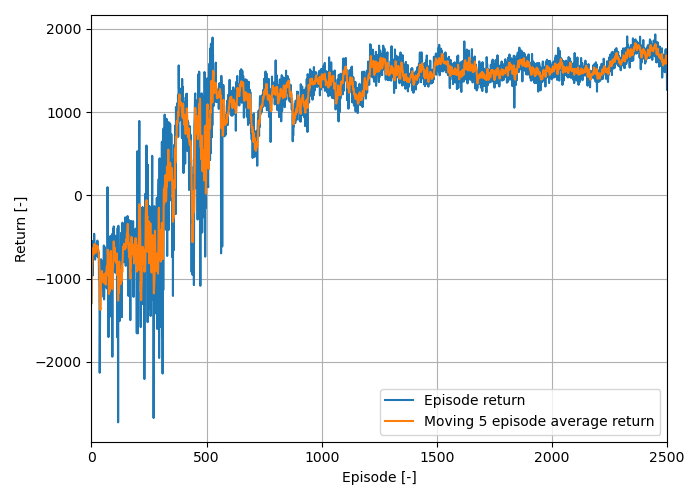 2000
1000
0
−1000
−2000
Return [-]
Episode return
Moving 5 episode average return
0
500
1000
1500
2000
2500
Episode [-]